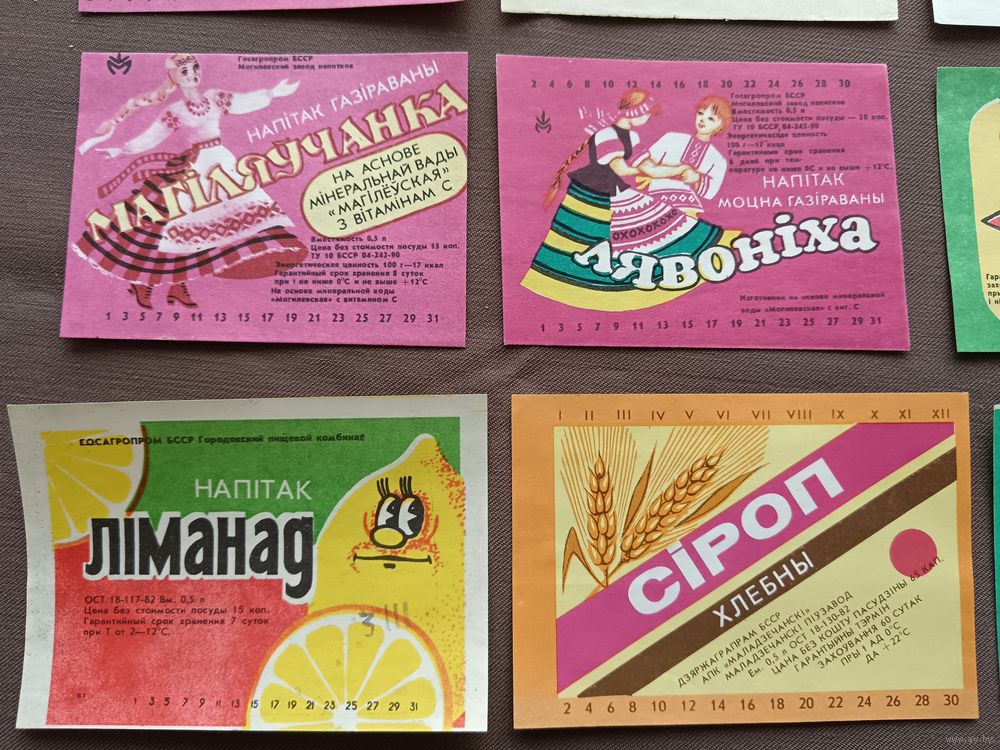 Госагропром БССР
Могилевский завод напитков
НАПІТАК ГАЗІРАВАНЫ
МАГІЛЯЎЧАНКА
НА АСНОВЕ
МІНЕРАЛЬНАЙ ВАДЫ
"МАГІЛЁЎСКАЯ"
З ВІТАМІНАМ С
Вместимость 0,5 л
Цена без стоимости посуды 15 коп.
ТУ 10 БССР 04-243-90
Энергетическая ценность 100 г—17 ккал
Гарантийный срок хранения 8 суток
при t не ниже 0°С и не выше +12°С
На основе минеральной воды
«Могилевская» с витамином С
1 3 5 7 9 11 13 15 17 19 21 23 25 27 29 31
2 4 6 8 10 12 14 16 18 20 22 24 26 28 30
Госагропром БССР
Могилевский завод напитков
Вместимость 0,5 л
Цена без стоимости посуды — 20 коп.
ТУ 10 БССР, 04-243-90
Энергетическая ценность
100 г—17 ккал
Гарантийный срок хранения
8 дней при тем-
пературе не ниже 0С и не выше +12°С
НАПІТАК
МОЦНА ГАЗІРАВАНЫ
ЛЯВОНІХА
Изготовлен на основе минеральной
воды «Могилевская» с вит. С
1 3 5 7 9 11 13 15 17 19 21 23 25 27 29 31
ГОСАГРОПРОМ БССР Городокский пищевой комбинат
НАПІТАК
ЛІМАНАД
ОСТ 18-117-82 Вм. 0,5 л
Цена без стоимости посуды 15 коп.
Гарантийный срок хранения 7 суток
при Т от 2—12°С.
3 III
87
1 3 5 7 9 11 13 15 17 19 21 23 25 27 29 31
I II III IV V VI VII VIII IX X XI XII
СІРОП
ХЛЕБНЫ
ДЗЯРЖАГРАПРАМ БССР
АПК «МАЛАДЗЕЧАНСКІ»
МАЛАДЗЕЧАНСКІ ПІЎЗАВОД
Ем. 0,5 л ОСТ 18-130-82
ЦАНА БЕЗ КОШТУ ПАСУДЗІНЫ 65 КАП.
ГАРАНТЫЙНЫ ТЭРМІН
ЗАХОЎВАННЯ 60 СУТАК
ПРЫ t АД 0°С
ДА +22°С
2 4 6 8 10 12 14 16 18 20 22 24 26 28 30
www.av.by